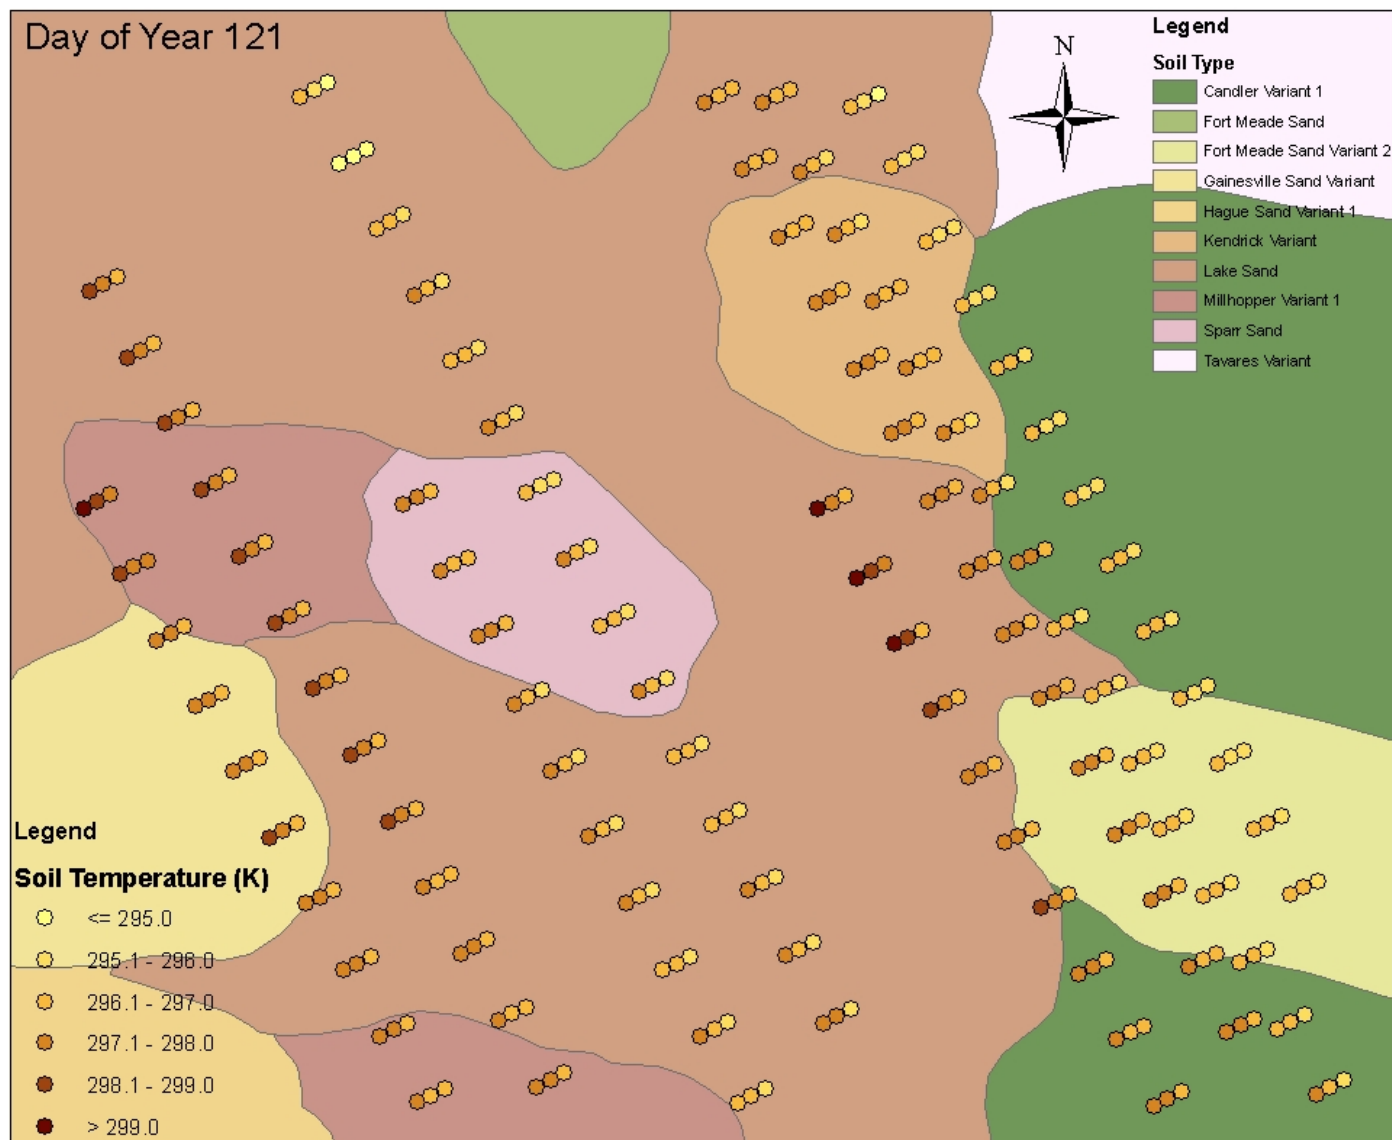 Day of Year 121
N
Legend
Soil Type
Candler Variant 1
Fort Meade Sand
Fort Meade Sand Variant 2
Gainesville Sand Variant
Hague Sand Variant 1
Kendrick Variant
Lake Sand
Millhopper Variant 1
Sparr Sand
Tavares Variant
Legend
Soil Temperature (K)
<= 295.0
295.1 - 296.0
296.1 - 297.0
297.1 - 298.0
298.1 - 299.0
> 299.0